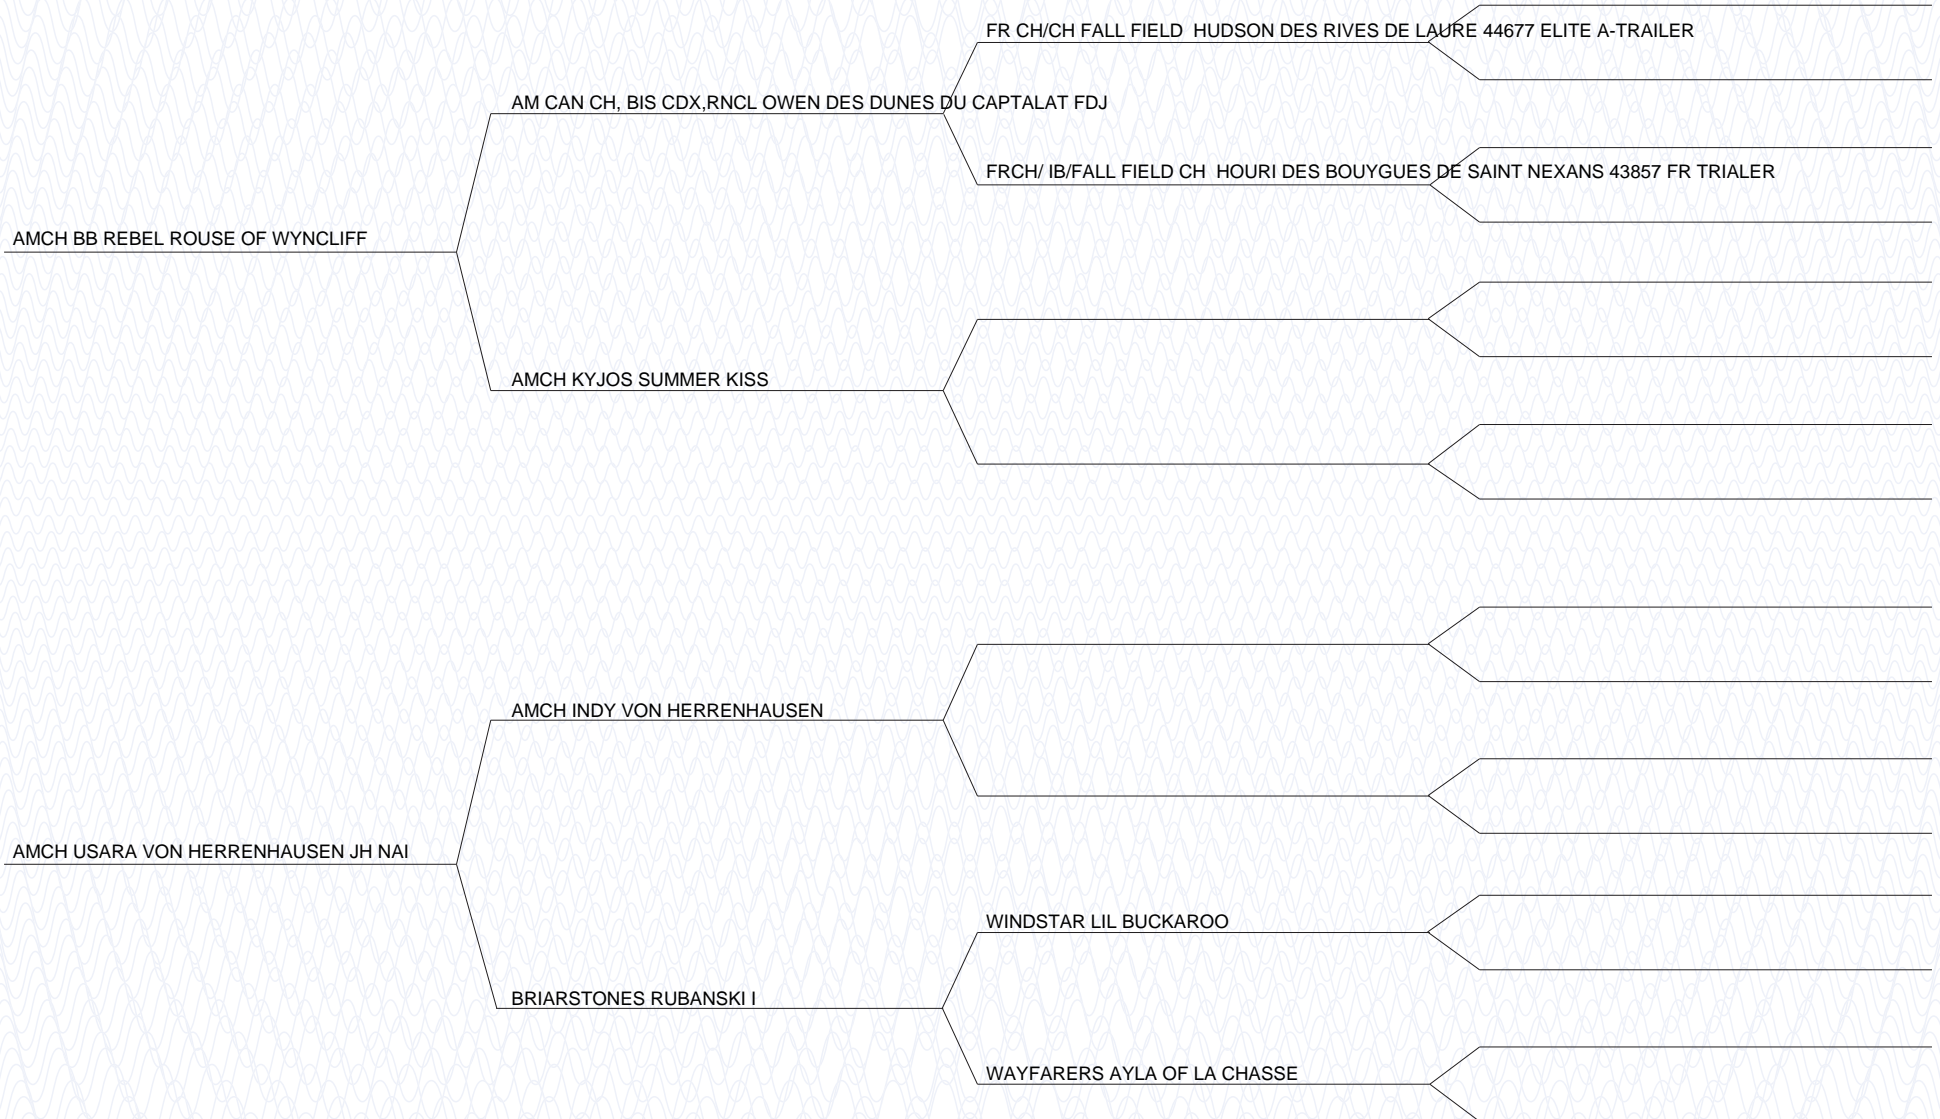 FR CH/CH FALL FIELD  HUDSON DES RIVES DE LAURE 44677 ELITE A-TRAILER
AM CAN CH, BIS CDX,RNCL OWEN DES DUNES DU CAPTALAT FDJ
FRCH/ IB/FALL FIELD CH  HOURI DES BOUYGUES DE SAINT NEXANS 43857 FR TRIALER
AMCH BB REBEL ROUSE OF WYNCLIFF
AMCH KYJOS SUMMER KISS
AMCH INDY VON HERRENHAUSEN
AMCH USARA VON HERRENHAUSEN JH NAI
WINDSTAR LIL BUCKAROO
BRIARSTONES RUBANSKI I
WAYFARERS AYLA OF LA CHASSE